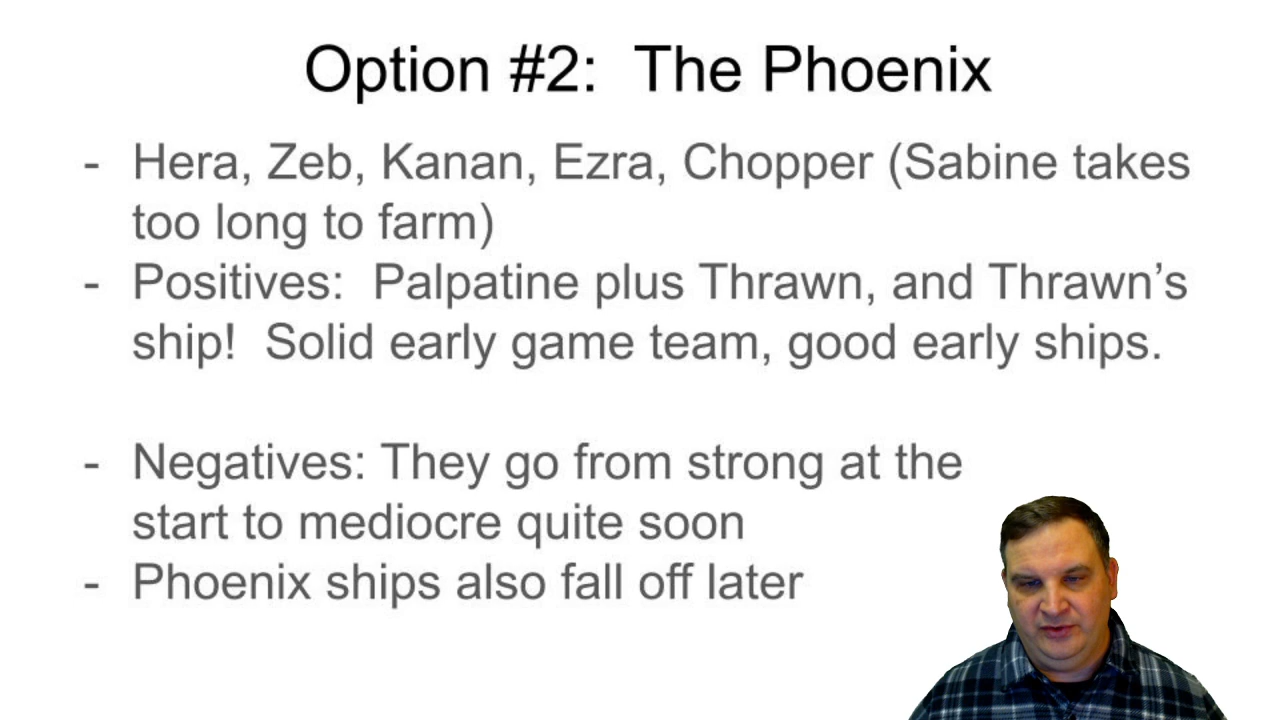 Option #2: The Phoenix
- Hera, Zeb, Kanan, Ezra, Chopper (Sabine takes
too long to farm)
- Positives: Palpatine plus Thrawn, and Thrawn’s
ship! Solid early game team, good early ships.
- Negatives: They go from strong at the
start to mediocre quite soon
- Phoenix ships also fall off later